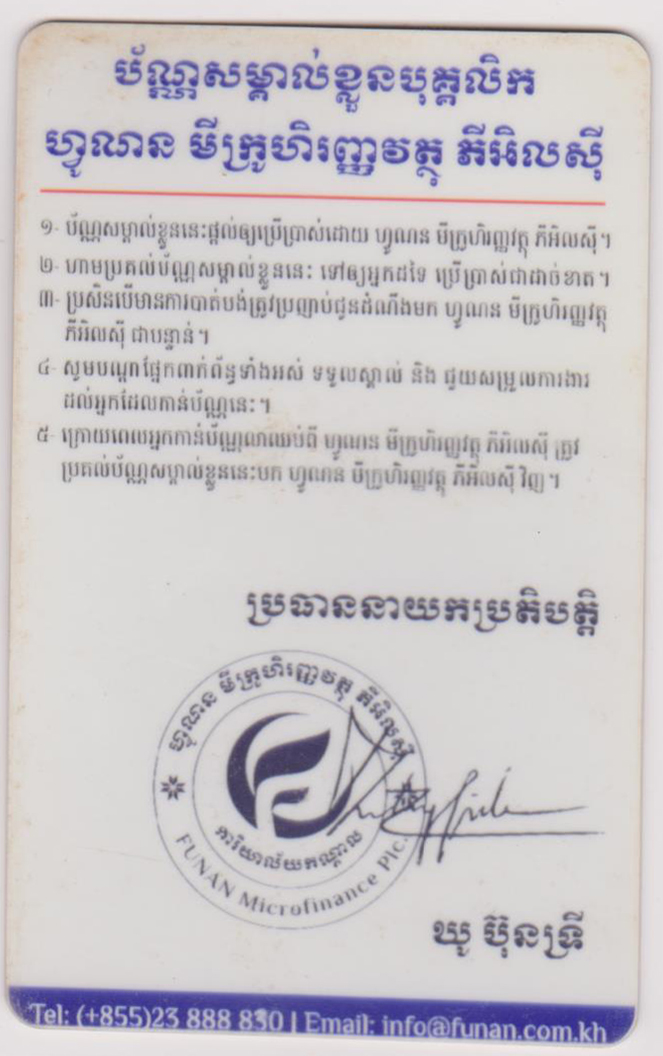 ប័ណ្ណសម្គាល់ខ្លួនបុគ្គលិក
ហ្វូណន មីក្រូហិរញ្ញវត្ថុ ភីអិលស៊ី
១- ប័ណ្ណសម្គាល់ខ្លួននេះផ្តល់ឲ្យប្រើប្រាស់ដោយ ហ្វូណន មីក្រូហិរញ្ញវត្ថុ ភីអិលស៊ី។
២- ហាមប្រគល់ប័ណ្ណសម្គាល់ខ្លួននេះ ទៅឲ្យអ្នកដទៃ ប្រើប្រាស់ជាដាច់ខាត។
៣- ប្រសិនបើមានការបាត់បង់ត្រូវប្រញាប់ជូនដំណឹងមក ហ្វូណន មីក្រូហិរញ្ញវត្ថុ
ភីអិលស៊ី ជាបន្ទាន់។
៤- សូមបណ្តាផ្នែកពាក់ព័ន្ធទាំងអស់ ទទួលស្គាល់ និង ជួយសម្រួលការងារ
ដល់អ្នកដែលកាន់ប័ណ្ណនេះ។
៥- ក្រោយពេលអ្នកកាន់ប័ណ្ណលាឈប់ពី ហ្វូណន មីក្រូហិរញ្ញវត្ថុ ភីអិលស៊ី ត្រូវ
ប្រគល់ប័ណ្ណសម្គាល់ខ្លួននេះមក ហ្វូណន មីក្រូហិរញ្ញវត្ថុ ភីអិលស៊ី វិញ។
ប្រធាននាយកប្រតិបត្តិ
ហ្វូណន មីក្រូហិរញ្ញវត្ថុ ភីអិលស៊ី
ការិយាល័យកណ្តាល
FUNAN Microfinance Plc.
ឃូ ប៊ុនទ្រី
Tel: (+855)23 888 830 | Email: info@funan.com.kh